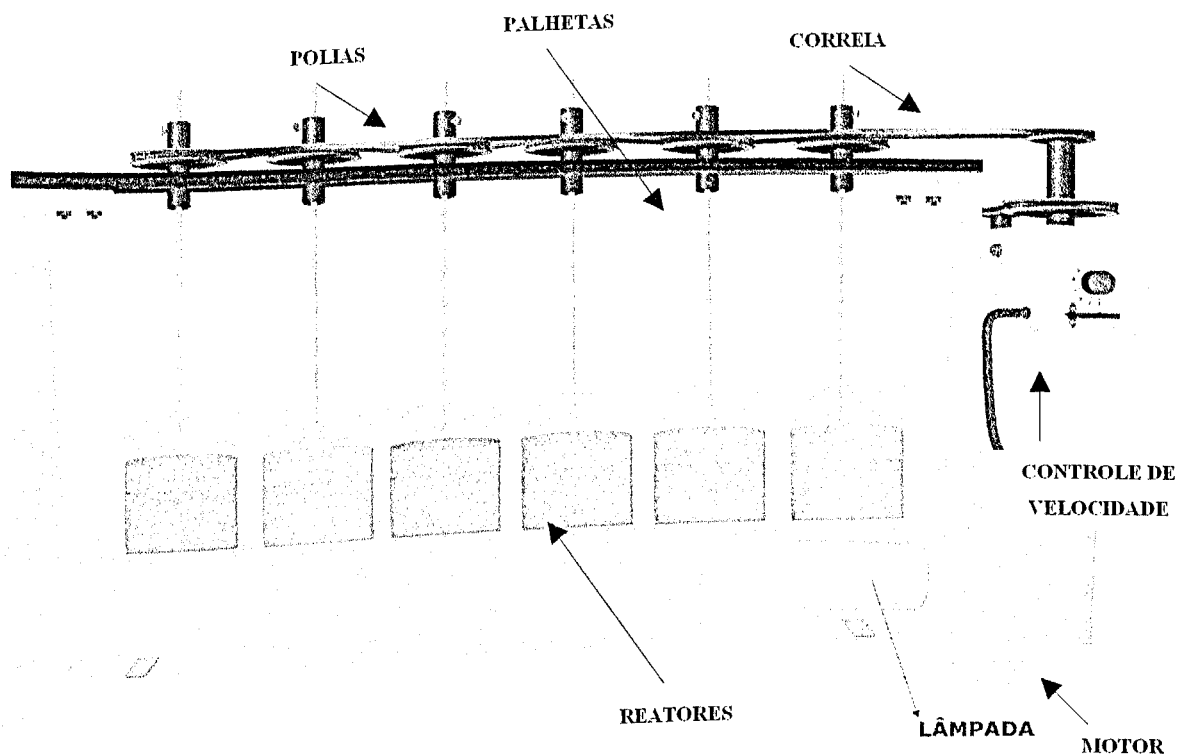 PALHETAS
CORREIA
POLIAS
CONTROLE DE
VELOCIDADE
REATORES
LÂMPADA
MOTOR